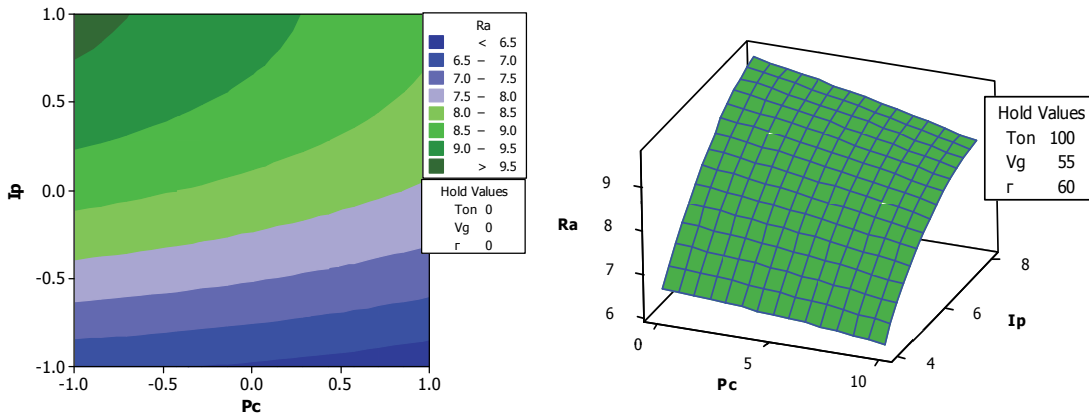 1.0
0.5
0.0
-0.5
-1.0
Ip
-1.0 -0.5 0.0 0.5 1.0
Pc
Ra
< 6.5
6.5 – 7.0
7.0 – 7.5
7.5 – 8.0
8.0 – 8.5
8.5 – 9.0
9.0 – 9.5
> 9.5
Hold Values
Ton 0
Vg 0
r 0
Ra
9
8
7
6
0 5 10
Pc
4 6 8
Ip
Hold Values
Ton 100
Vg 55
r 60